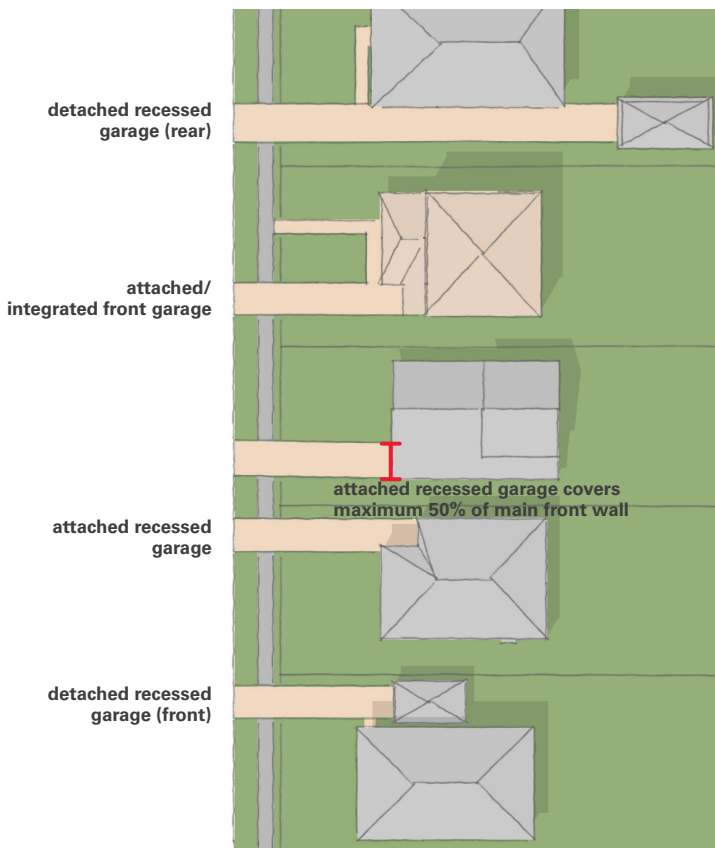 detached recessed
garage (rear)
attached/
integrated front garage
attached recessed garage covers
maximum 50% of main front wall
attached recessed
garage
detached recessed
garage (front)